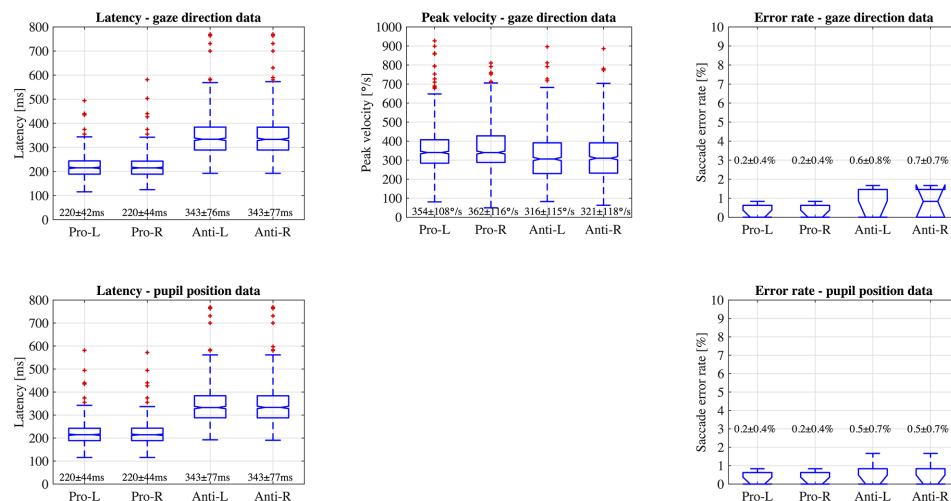 Latency - gaze direction data
Latency [ms]
800
700
600
500
400
300
200
100
0
220±42ms 220±44ms 343±76ms 343±77ms
Pro-L Pro-R Anti-L Anti-R
Peak velocity - gaze direction data
Peak velocity [°/s]
1000
900
800
700
600
500
400
300
200
100
0
354±108°/s 362±116°/s 316±115°/s 321±118°/s
Pro-L Pro-R Anti-L Anti-R
Error rate - gaze direction data
Saccade error rate [%]
10
9
8
7
6
5
4
3
2
1
0
0.2±0.4% 0.2±0.4% 0.6±0.8% 0.7±0.7%
Pro-L Pro-R Anti-L Anti-R
Latency - pupil position data
Latency [ms]
800
700
600
500
400
300
200
100
0
220±44ms 220±44ms 343±77ms 343±77ms
Pro-L Pro-R Anti-L Anti-R
Error rate - pupil position data
Saccade error rate [%]
10
9
8
7
6
5
4
3
2
1
0
0.2±0.4% 0.2±0.4% 0.5±0.7% 0.5±0.7%
Pro-L Pro-R Anti-L Anti-R